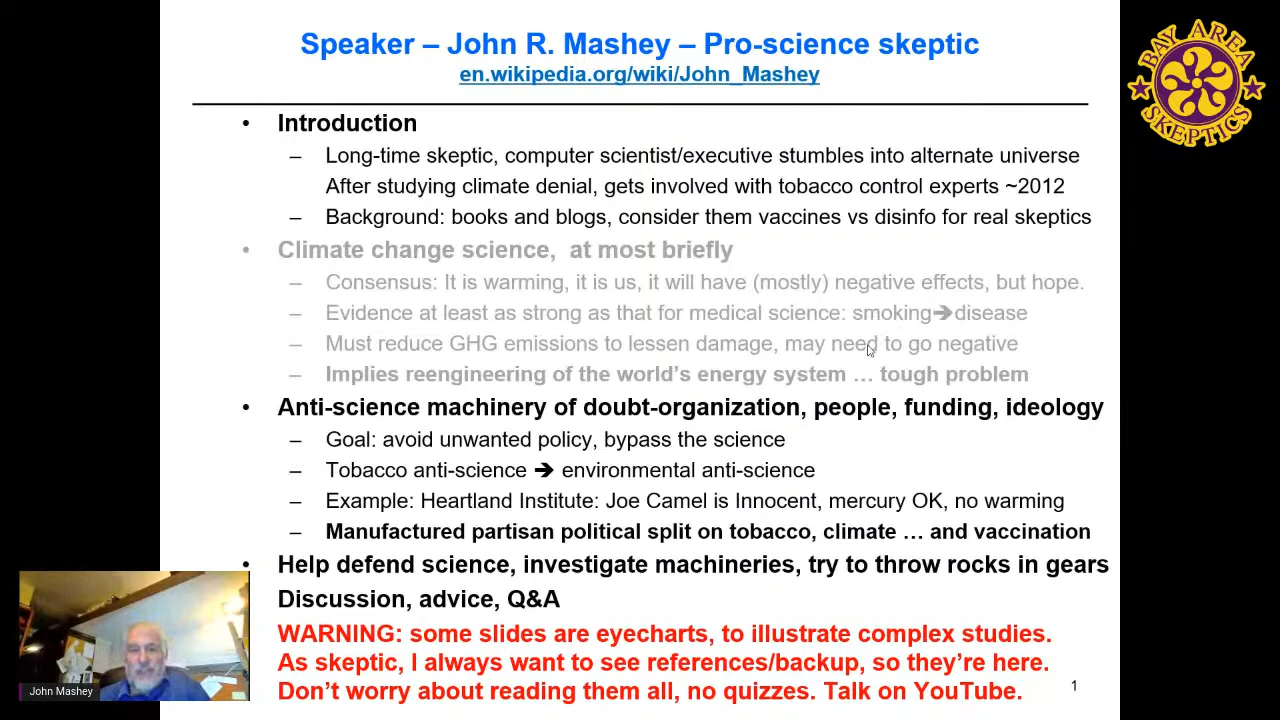 Speaker – John R. Mashey – Pro-science skeptic
en.wikipedia.org/wiki/John_Mashey
BAY AREA
SKEPTICS
• Introduction
– Long-time skeptic, computer scientist/executive stumbles into alternate universe
After studying climate denial, gets involved with tobacco control experts ~2012
– Background: books and blogs, consider them vaccines vs disinfo for real skeptics
• Climate change science, at most briefly
– Consensus: It is warming, it is us, it will have (mostly) negative effects, but hope.
– Evidence at least as strong as that for medical science: smoking➔disease
– Must reduce GHG emissions to lessen damage, may need to go negative
– Implies reengineering of the world's energy system … tough problem
• Anti-science machinery of doubt-organization, people, funding, ideology
– Goal: avoid unwanted policy, bypass the science
– Tobacco anti-science ➔ environmental anti-science
– Example: Heartland Institute: Joe Camel is Innocent, mercury OK, no warming
– Manufactured partisan political split on tobacco, climate … and vaccination
• Help defend science, investigate machineries, try to throw rocks in gears
Discussion, advice, Q&A
WARNING: some slides are eyecharts, to illustrate complex studies.
As skeptic, I always want to see references/backup, so they're here.
Don't worry about reading them all, no quizzes. Talk on YouTube.
1
John Mashey